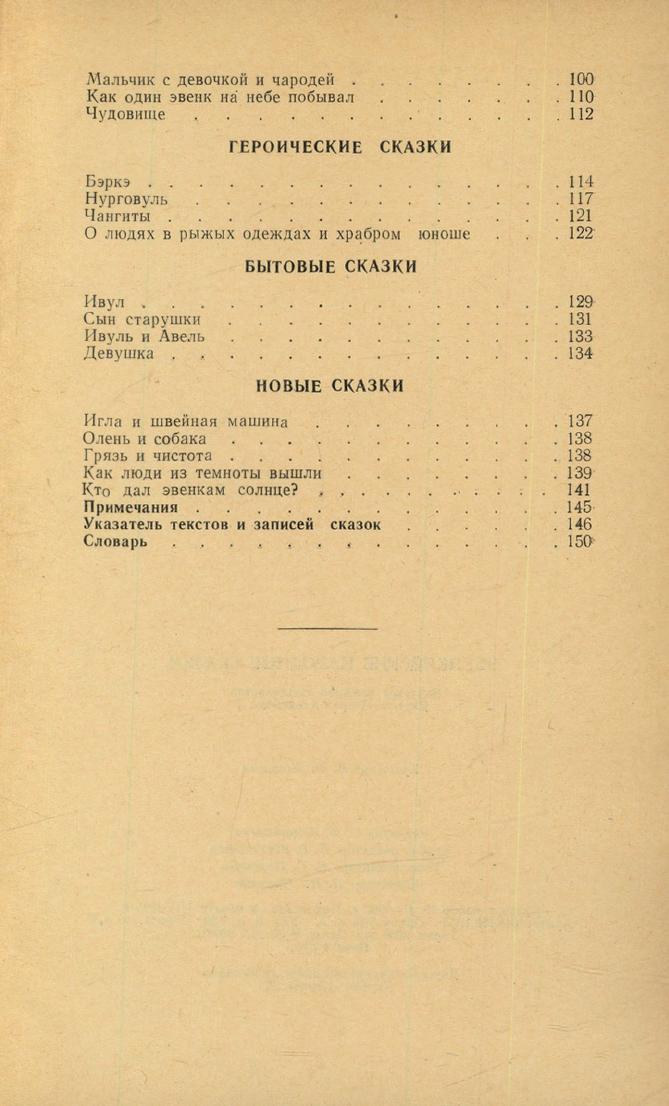 Мальчик с девочкой и чародей . . . . . . . . 100
Как один эвенк на небе побывал . . . . . . . 110
Чудовище . . . . . . . . . . . . 112
ГЕРОИЧЕСКИЕ СКАЗКИ
Бэркэ . . . . . . . . . . . . . . . 114
Нурговуль . . . . . . . . . . . . . 117
Чангиты . . . . . . . . . . . . . . 121
О людях в рыжых одеждах и храбром юноше . . . 122
БЫТОВЫЕ СКАЗКИ
Ивул . . . . . . . . . . . . . . . 129
Сын старушки . . . . . . . . . . . . 131
Ивуль и Авель . . . . . . . . . . . . 133
Девушка . . . . . . . . . . . . . . 134
НОВЫЕ СКАЗКИ
Игла и швейная машина . . . . . . . . . 137
Олень и собака . . . . . . . . . . . . 138
Грязь и чистота . . . . . . . . . . . . 138
Как люди из темноты вышли . . . . . . . . 139
Кто дал эвенкам солнце? . . . . . . . . . . 141
Примечания . . . . . . . . . . . . . 145
Указатель текстов и записей сказок . . . . . . 146
Словарь . . . . . . . . . . . . . . 150